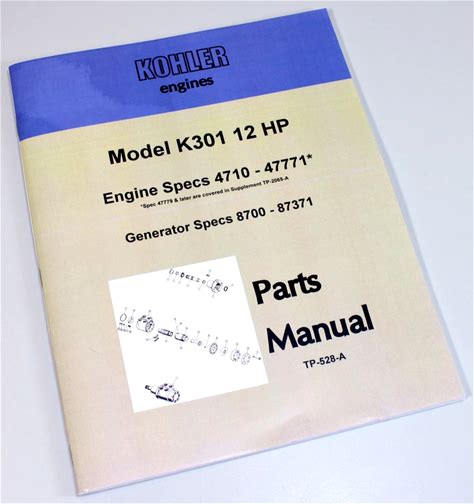 KOHLER
engines
Model K301 12 HP
Engine Specs 4710 - 47771*
*Spec 47779 & later are covered in Supplement TP-2065-A
Generator Specs 8700 - 87371
Parts
Manual
TP-528-A